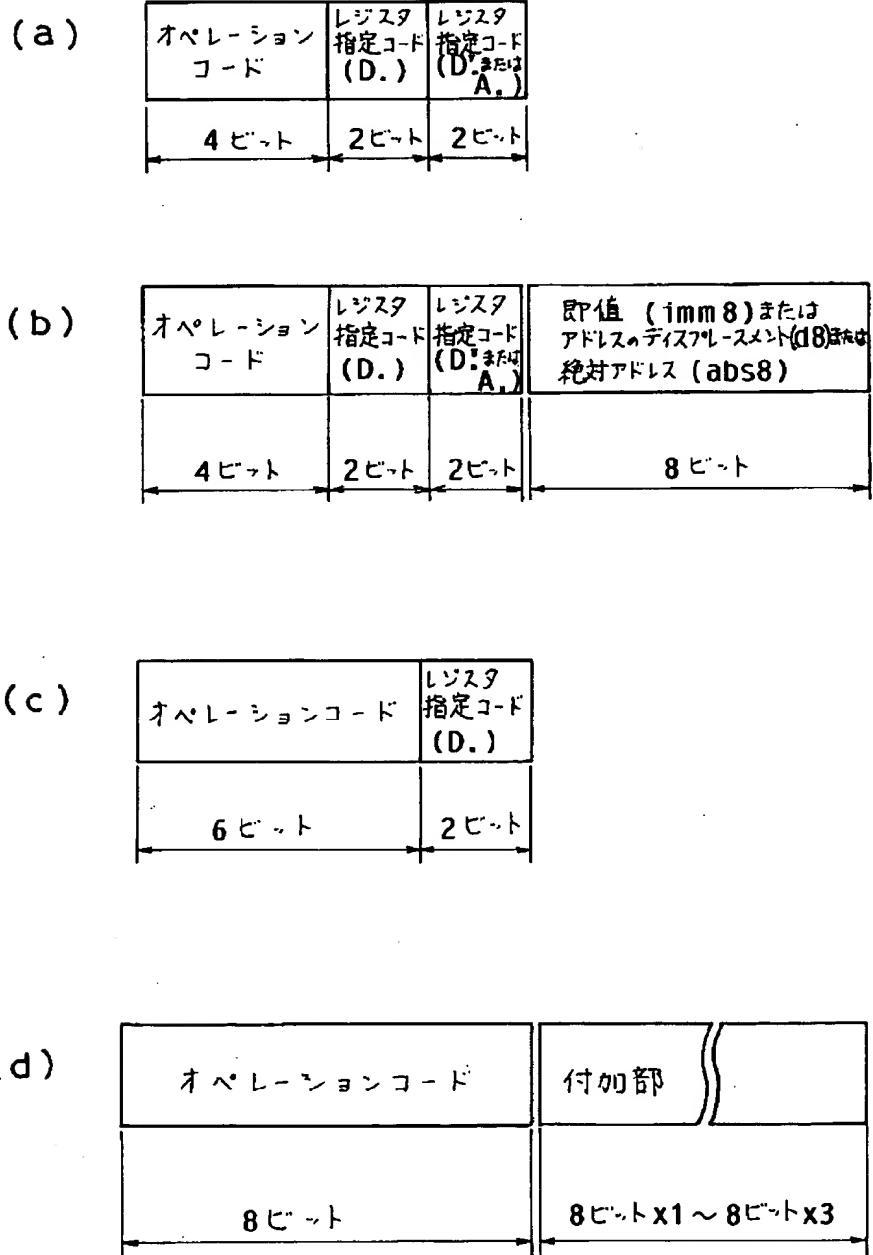 (a)
オペレーション
コード
レジスタ
指定コード
(D.)
レジスタ
指定コード
(D.または
A.)
4ビット
2ビット
2ビット
(b)
オペレーション
コード
レジスタ
指定コード
(D.)
レジスタ
指定コード
(D.または
A.)
即値 (imm8)または
アドレスのディスプレースメント(d8)または
絶対アドレス (abs8)
4ビット
2ビット
2ビット
8ビット
(c)
オペレーションコード
レジスタ
指定コード
(D.)
6ビット
2ビット
d)
オペレーションコード
付加部
8ビット
8ビットx1～8ビットx3